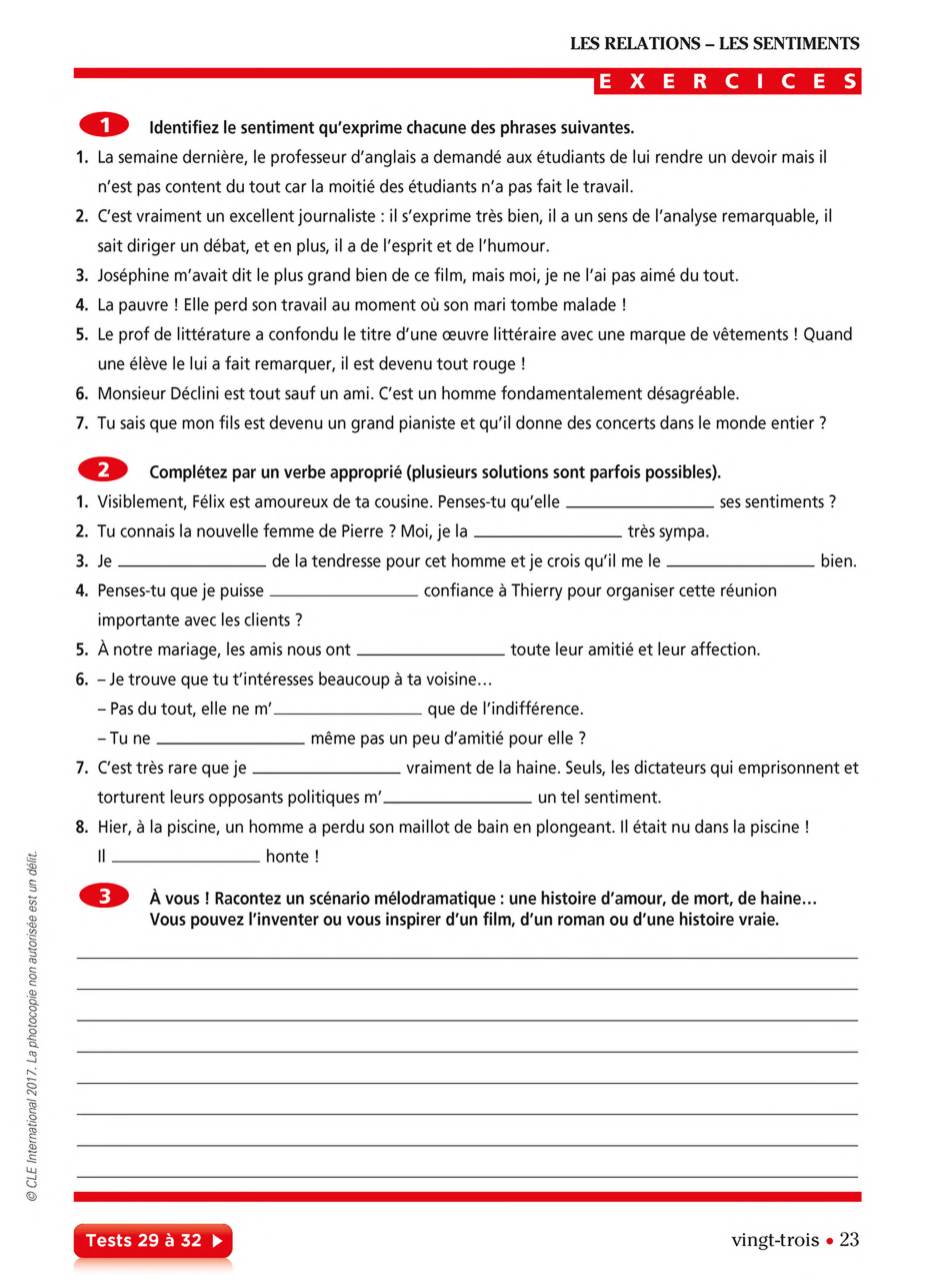 LES RELATIONS – LES SENTIMENTS
EXERCICES
1 Identifiez le sentiment qu’exprime chacune des phrases suivantes.
1. La semaine dernière, le professeur d’anglais a demandé aux étudiants de lui rendre un devoir mais il
n’est pas content du tout car la moitié des étudiants n’a pas fait le travail.
2. C’est vraiment un excellent journaliste : il s’exprime très bien, il a un sens de l’analyse remarquable, il
sait diriger un débat, et en plus, il a de l’esprit et de l’humour.
3. Joséphine m’avait dit le plus grand bien de ce film, mais moi, je ne l’ai pas aimé du tout.
4. La pauvre ! Elle perd son travail au moment où son mari tombe malade !
5. Le prof de littérature a confondu le titre d’une œuvre littéraire avec une marque de vêtements ! Quand
une élève le lui a fait remarquer, il est devenu tout rouge !
6. Monsieur Déclini est tout sauf un ami. C’est un homme fondamentalement désagréable.
7. Tu sais que mon fils est devenu un grand pianiste et qu’il donne des concerts dans le monde entier ?
2 Complétez par un verbe approprié (plusieurs solutions sont parfois possibles).
1. Visiblement, Félix est amoureux de ta cousine. Penses-tu qu’elle ________ ses sentiments ?
2. Tu connais la nouvelle femme de Pierre ? Moi, je la ________ très sympa.
3. Je ________ de la tendresse pour cet homme et je crois qu’il me le ________ bien.
4. Penses-tu que je puisse ________ confiance à Thierry pour organiser cette réunion
importante avec les clients ?
5. À notre mariage, les amis nous ont ________ toute leur amitié et leur affection.
6. – Je trouve que tu t’intéresses beaucoup à ta voisine…
– Pas du tout, elle ne m’________ que de l’indifférence.
– Tu ne ________ même pas un peu d’amitié pour elle ?
7. C’est très rare que je ________ vraiment de la haine. Seuls, les dictateurs qui emprisonnent et
torturent leurs opposants politiques m’________ un tel sentiment.
8. Hier, à la piscine, un homme a perdu son maillot de bain en plongeant. Il était nu dans la piscine !
Il ________ honte !
3 À vous ! Racontez un scénario mélodramatique : une histoire d’amour, de mort, de haine…
Vous pouvez l’inventer ou vous inspirer d’un film, d’un roman ou d’une histoire vraie.
© CLE International 2017. La photocopie non autorisée est un délit.
Tests 29 à 32
vingt-trois • 23